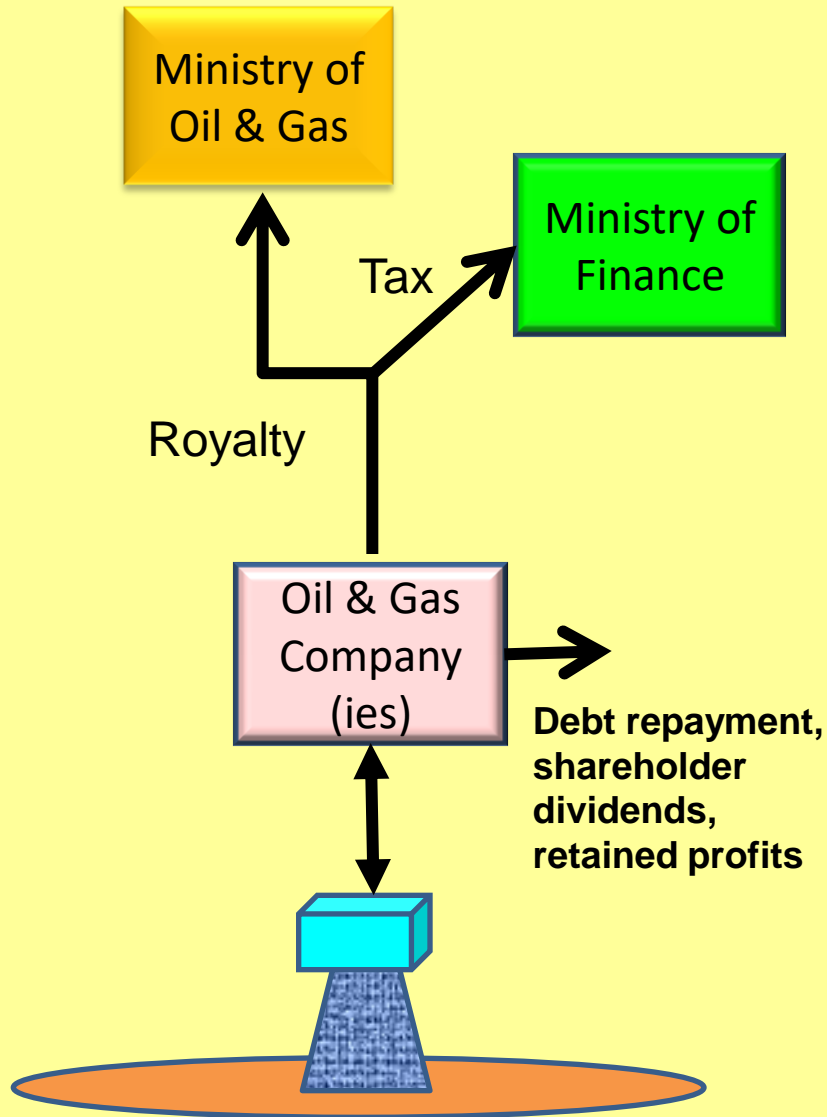 Ministry of
Oil & Gas
Ministry of
Finance
Tax
Royalty
Oil & Gas
Company
(ies)
Debt repayment,
shareholder
dividends,
retained profits